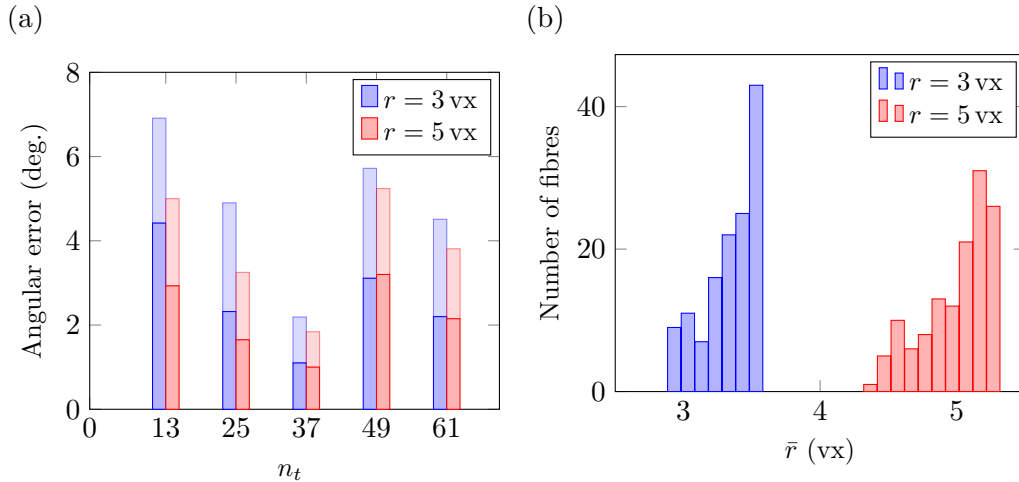 (a)
Angular error (deg.)
8
6
4
2
0
0 13 25 37 49 61
n_t
r = 3 vx
r = 5 vx
(b)
Number of fibres
40
20
0
3 4 5
r̄ (vx)
r = 3 vx
r = 5 vx